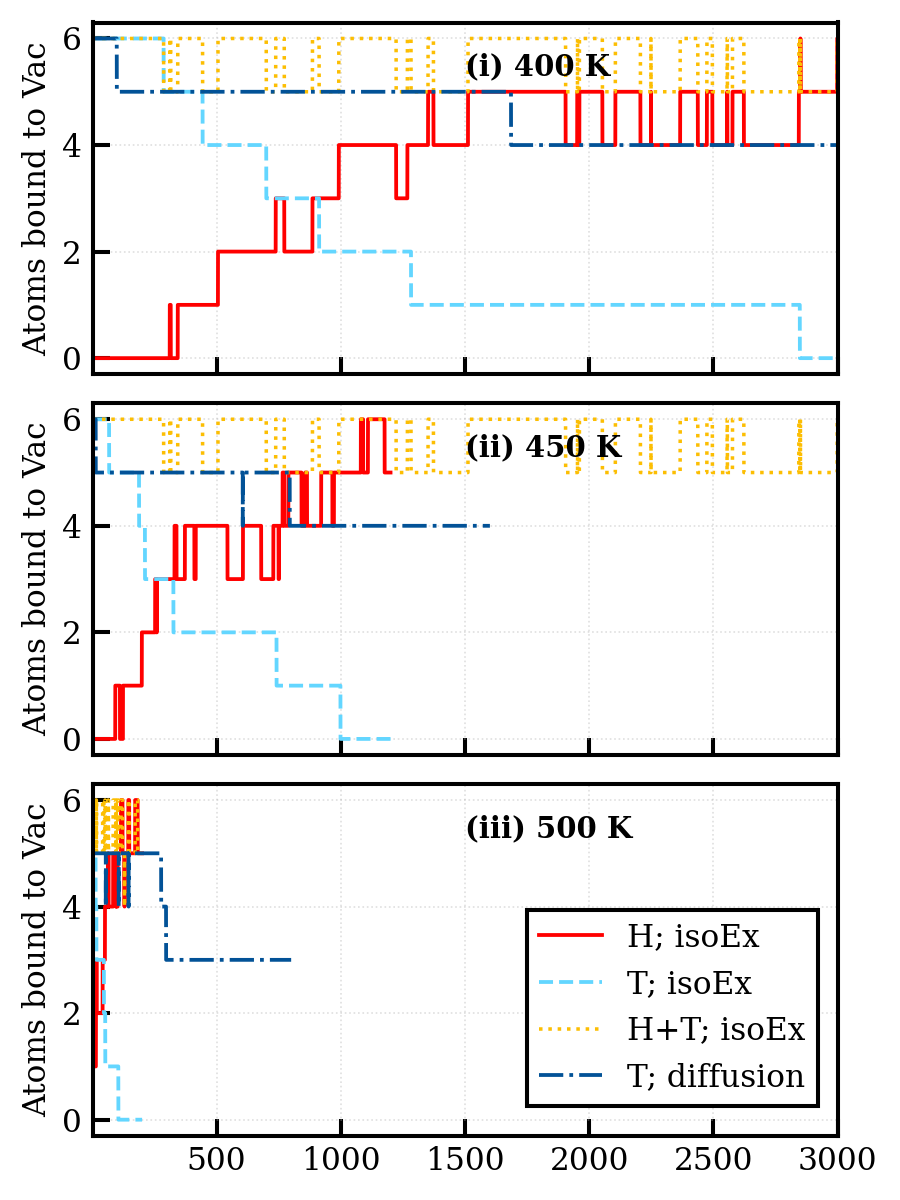 Atoms bound to Vac
6
4
2
0
(i) 400 K
Atoms bound to Vac
6
4
2
0
(ii) 450 K
Atoms bound to Vac
6
4
2
0
(iii) 500 K
H; isoEx
T; isoEx
H+T; isoEx
T; diffusion
500 1000 1500 2000 2500 3000